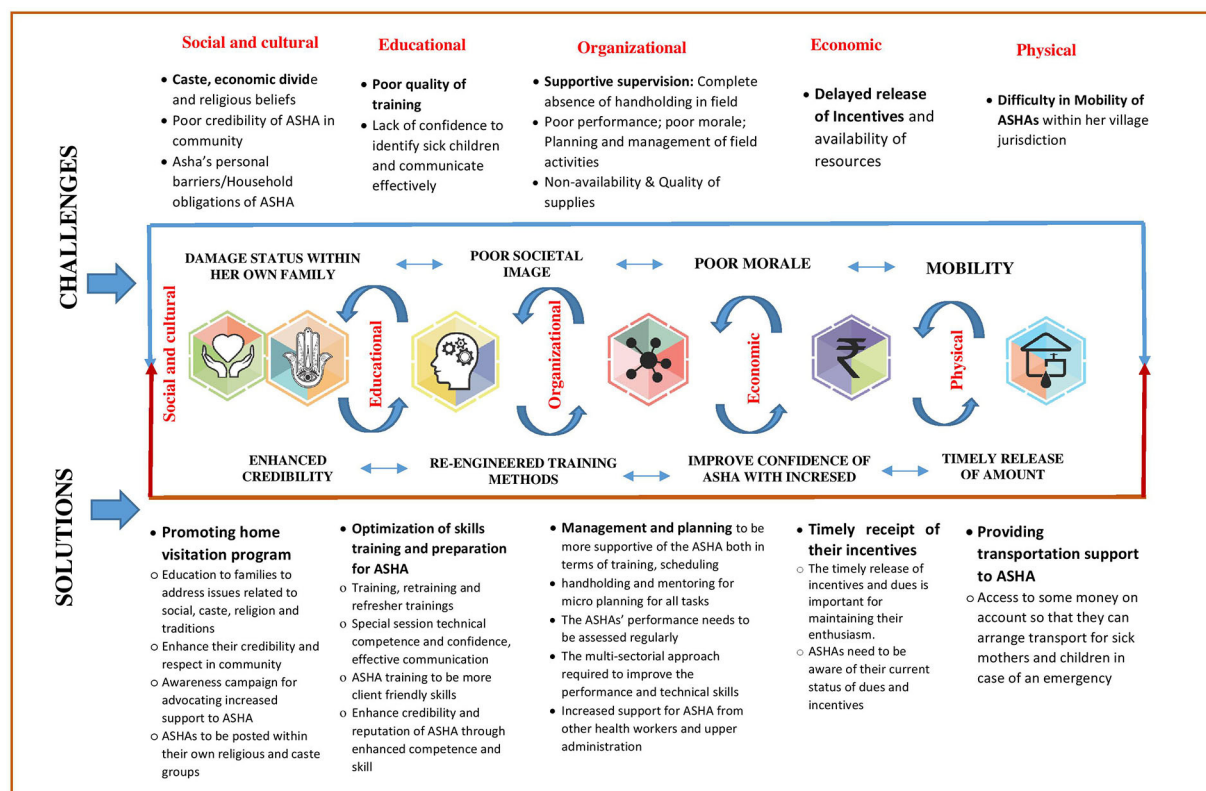 Social and cultural
Educational
Organizational
Economic
Physical
• Caste, economic divide
and religious beliefs
• Poor credibility of ASHA in
community
• Asha's personal
barriers/Household
obligations of ASHA
• Poor quality of
training
• Lack of confidence to
identify sick children
and communicate
effectively
• Supportive supervision: Complete
absence of handholding in field
• Poor performance; poor morale;
Planning and management of field
activities
• Non-availability & Quality of
supplies
• Delayed release
of Incentives and
availability of
resources
• Difficulty in Mobility of
ASHAs within her village
jurisdiction
CHALLENGES
DAMAGE STATUS WITHIN
HER OWN FAMILY
POOR SOCIETAL
IMAGE
POOR MORALE
MOBILITY
Social and cultural
Educational
Organizational
Economic
₹
Physical
ENHANCED
CREDIBILITY
RE-ENGINEERED TRAINING
METHODS
IMPROVE CONFIDENCE OF
ASHA WITH INCRESED
TIMELY RELEASE
OF AMOUNT
SOLUTIONS
• Promoting home
visitation program
o Education to families to
address issues related to
social, caste, religion and
traditions
o Enhance their credibility and
respect in community
o Awareness campaign for
advocating increased
support to ASHA
o ASHAs to be posted within
their own religious and caste
groups
• Optimization of skills
training and preparation
for ASHA
o Training, retraining and
refresher trainings
o Special session technical
competence and confidence,
effective communication
o ASHA training to be more
client friendly skills
o Enhance credibility and
reputation of ASHA through
enhanced competence and
skill
• Management and planning to be
more supportive of the ASHA both in
terms of training, scheduling
• handholding and mentoring for
micro planning for all tasks
• The ASHAs' performance needs to
be assessed regularly
• The multi-sectorial approach
required to improve the
performance and technical skills
• Increased support for ASHA from
other health workers and upper
administration
• Timely receipt of
their incentives
o The timely release of
incentives and dues is
important for
maintaining their
enthusiasm.
o ASHAs need to be
aware of their current
status of dues and
incentives
• Providing
transportation support
to ASHA
o Access to some money on
account so that they can
arrange transport for sick
mothers and children in
case of an emergency